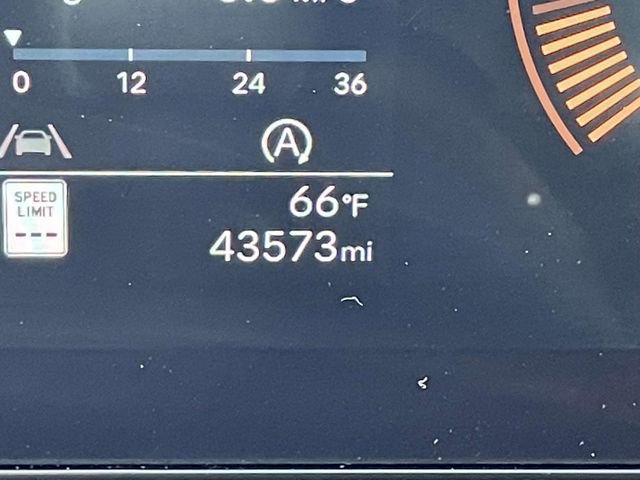 0 12 24 36
A
SPEED
LIMIT
---
66°F
43573mi